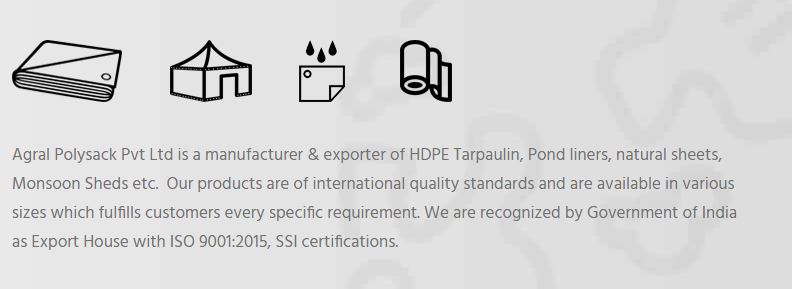 Agral Polysack Pvt Ltd is a manufacturer & exporter of HDPE Tarpaulin, Pond liners, natural sheets,
Monsoon Sheds etc.  Our products are of international quality standards and are available in various
sizes which fulfills customers every specific requirement. We are recognized by Government of India
as Export House with ISO 9001:2015, SSI certifications.